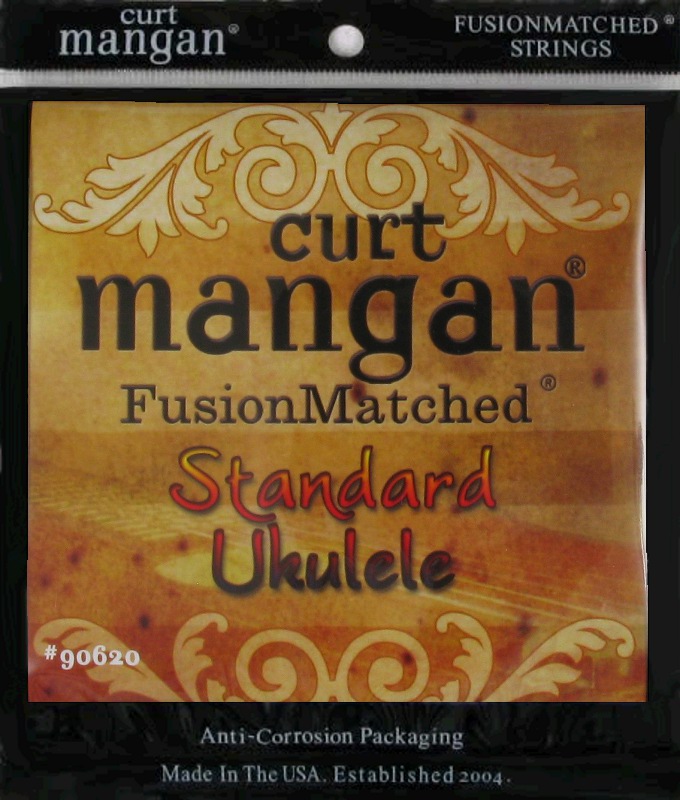 curt
mangan®
FUSIONMATCHED®
STRINGS
curt
mangan®
FusionMatched®
Standard
Ukulele
#90620
Anti-Corrosion Packaging
Made In The USA. Established 2004.